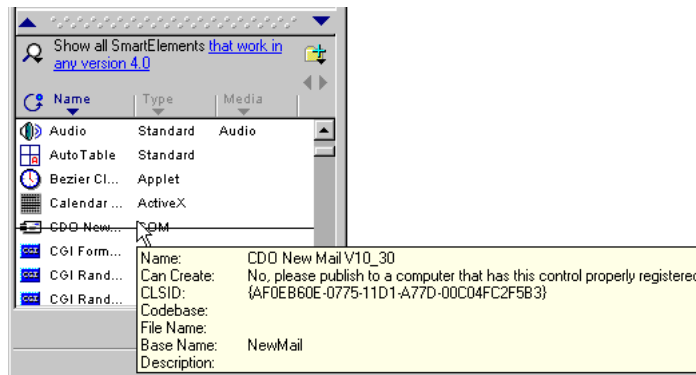 Show all SmartElements that work in
any version 4.0
Name Type Media
Audio Standard Audio
AutoTable Standard
Bezier Cl... Applet
Calendar ... ActiveX
CDO New... COM
CGI Form...
CGI Rand...
CGI Rand...
Name: CDO New Mail V10_30
Can Create: No, please publish to a computer that has this control properly registered
CLSID: {AF0EB60E-0775-11D1-A77D-00C04FC2F5B3}
Codebase:
File Name:
Base Name: NewMail
Description: